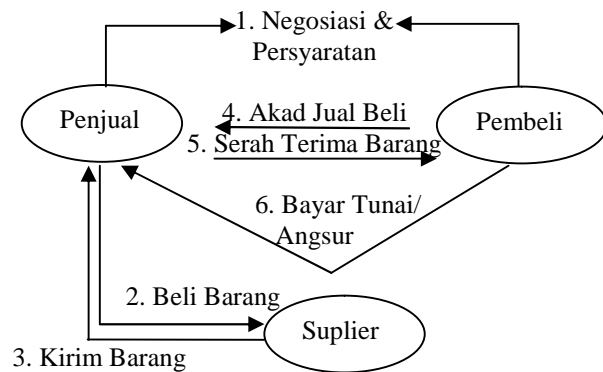 1. Negosiasi &
Persyaratan
Penjual
4. Akad Jual Beli
5. Serah Terima Barang
Pembeli
6. Bayar Tunai/
Angsur
2. Beli Barang
Suplier
3. Kirim Barang